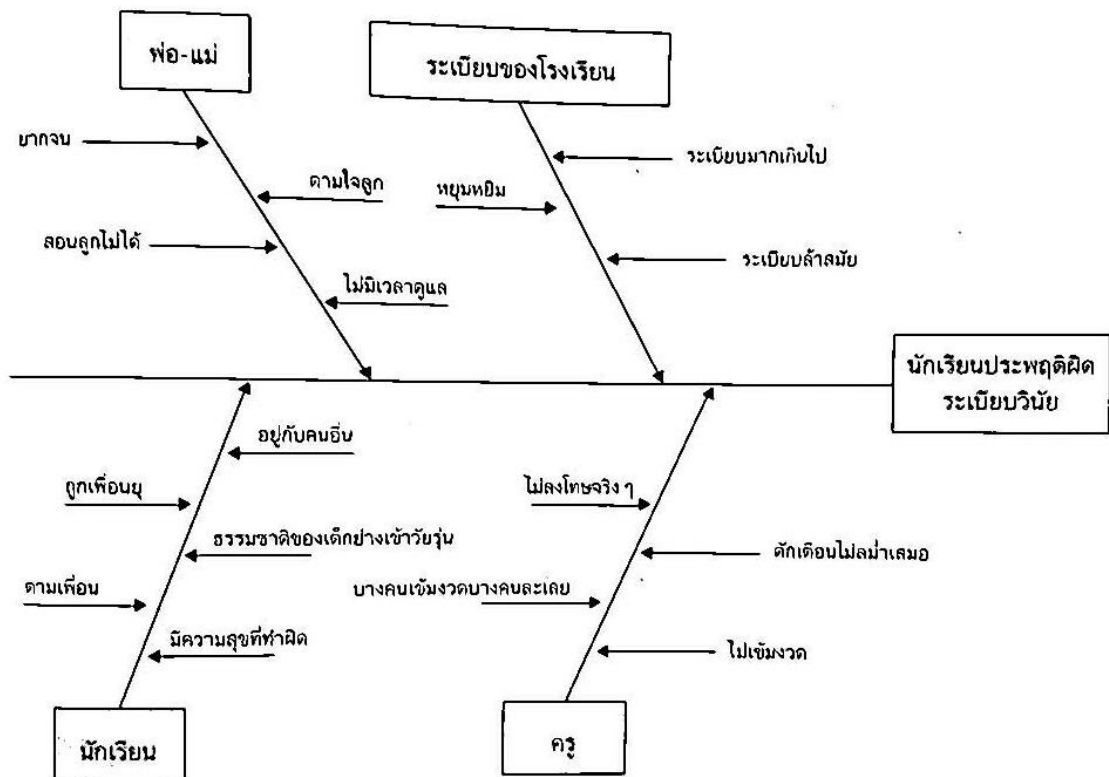 พ่อ-แม่
ระเบียบของโรงเรียน
ยากจน
ตามใจลูก
สอนลูกไม่ได้
ไม่มีเวลาดูแล
ระเบียบมากเกินไป
หยุมหยิม
ระเบียบล้าสมัย
นักเรียนประพฤติผิด
ระเบียบวินัย
อยู่กับคนอื่น
ถูกเพื่อนยุ
ธรรมชาติของเด็กย่างเข้าวัยรุ่น
ตามเพื่อน
มีความสุขที่ทำผิด
ไม่ลงโทษจริง ๆ
ตักเตือนไม่สม่ำเสมอ
บางคนเข้มงวดบางคนละเลย
ไม่เข้มงวด
นักเรียน
ครู